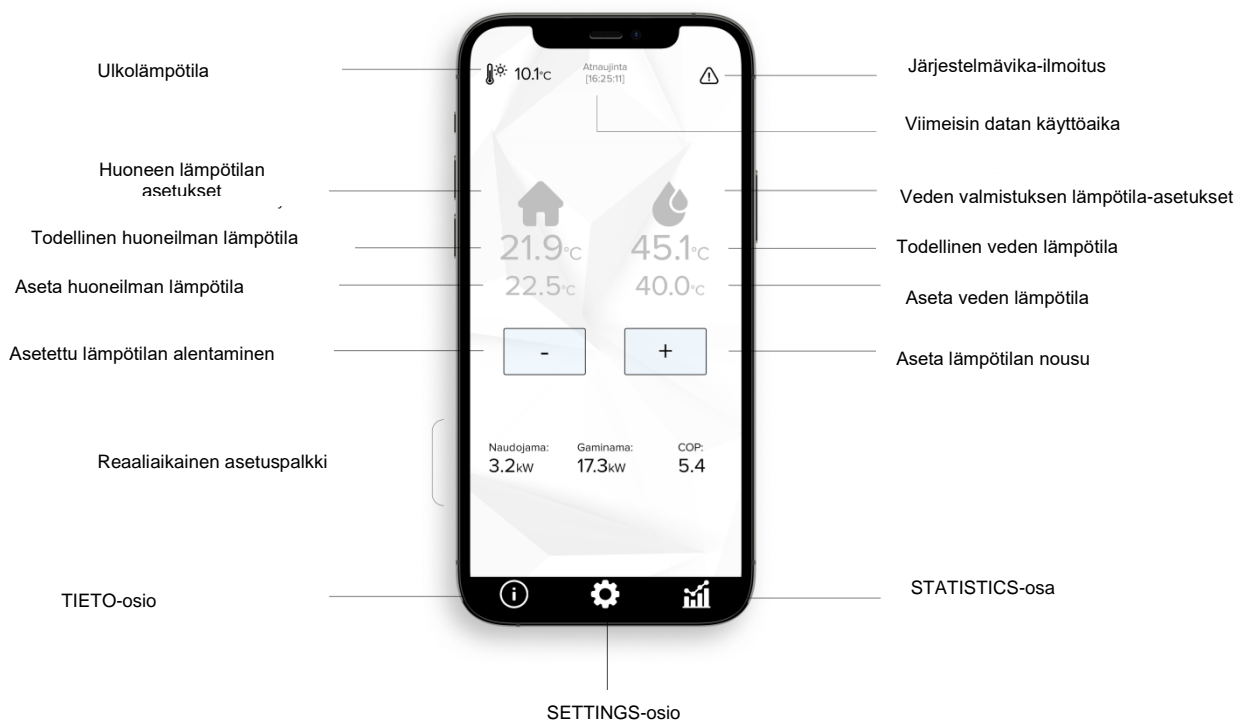 Ulkolämpötila
10.1°C
Atnaujinta
[16:25:11]
Järjestelmävika-ilmoitus
Viimeisin datan käyttöaika
Huoneen lämpötilan
asetukset
Veden valmistuksen lämpötila-asetukset
Todellinen huoneilman lämpötila
21.9°C
45.1°C
Todellinen veden lämpötila
Aseta huoneilman lämpötila
22.5°C
40.0°C
Aseta veden lämpötila
Asetettu lämpötilan alentaminen
-
+
Aseta lämpötilan nousu
Reaaliaikainen asetuspalkki
Naudojama: Gaminama: COP:
3.2kW 17.3kW 5.4
TIETO-osio
STATISTICS-osa
SETTINGS-osio